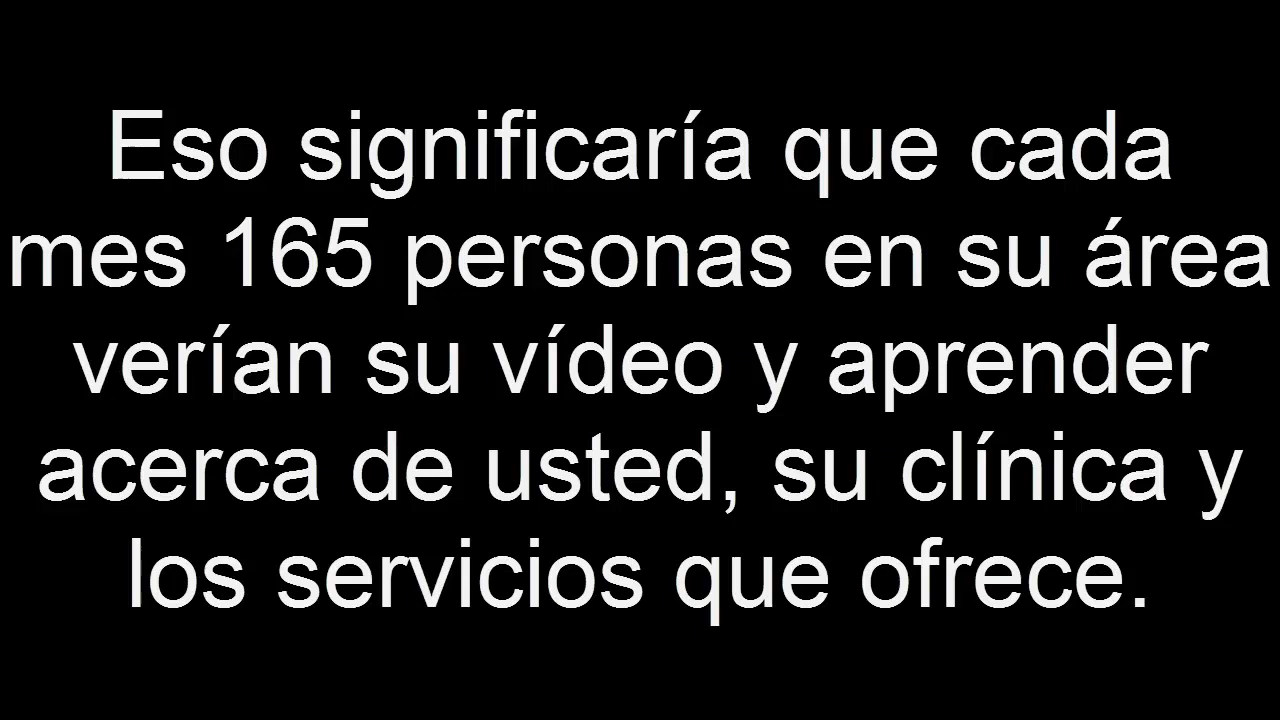 Eso significaría que cada
mes 165 personas en su área
verían su vídeo y aprender
acerca de usted, su clínica y
los servicios que ofrece.